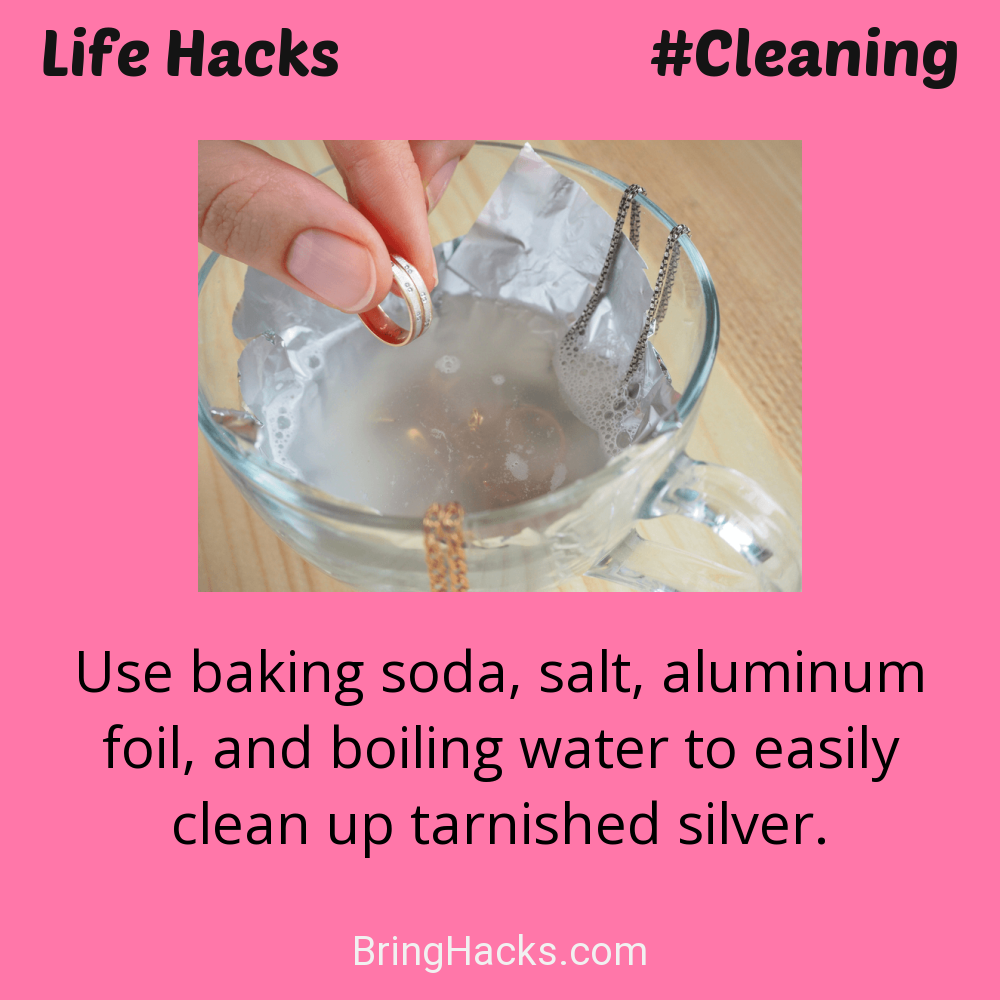 Life Hacks #Cleaning
Use baking soda, salt, aluminum
foil, and boiling water to easily
clean up tarnished silver.
BringHacks.com